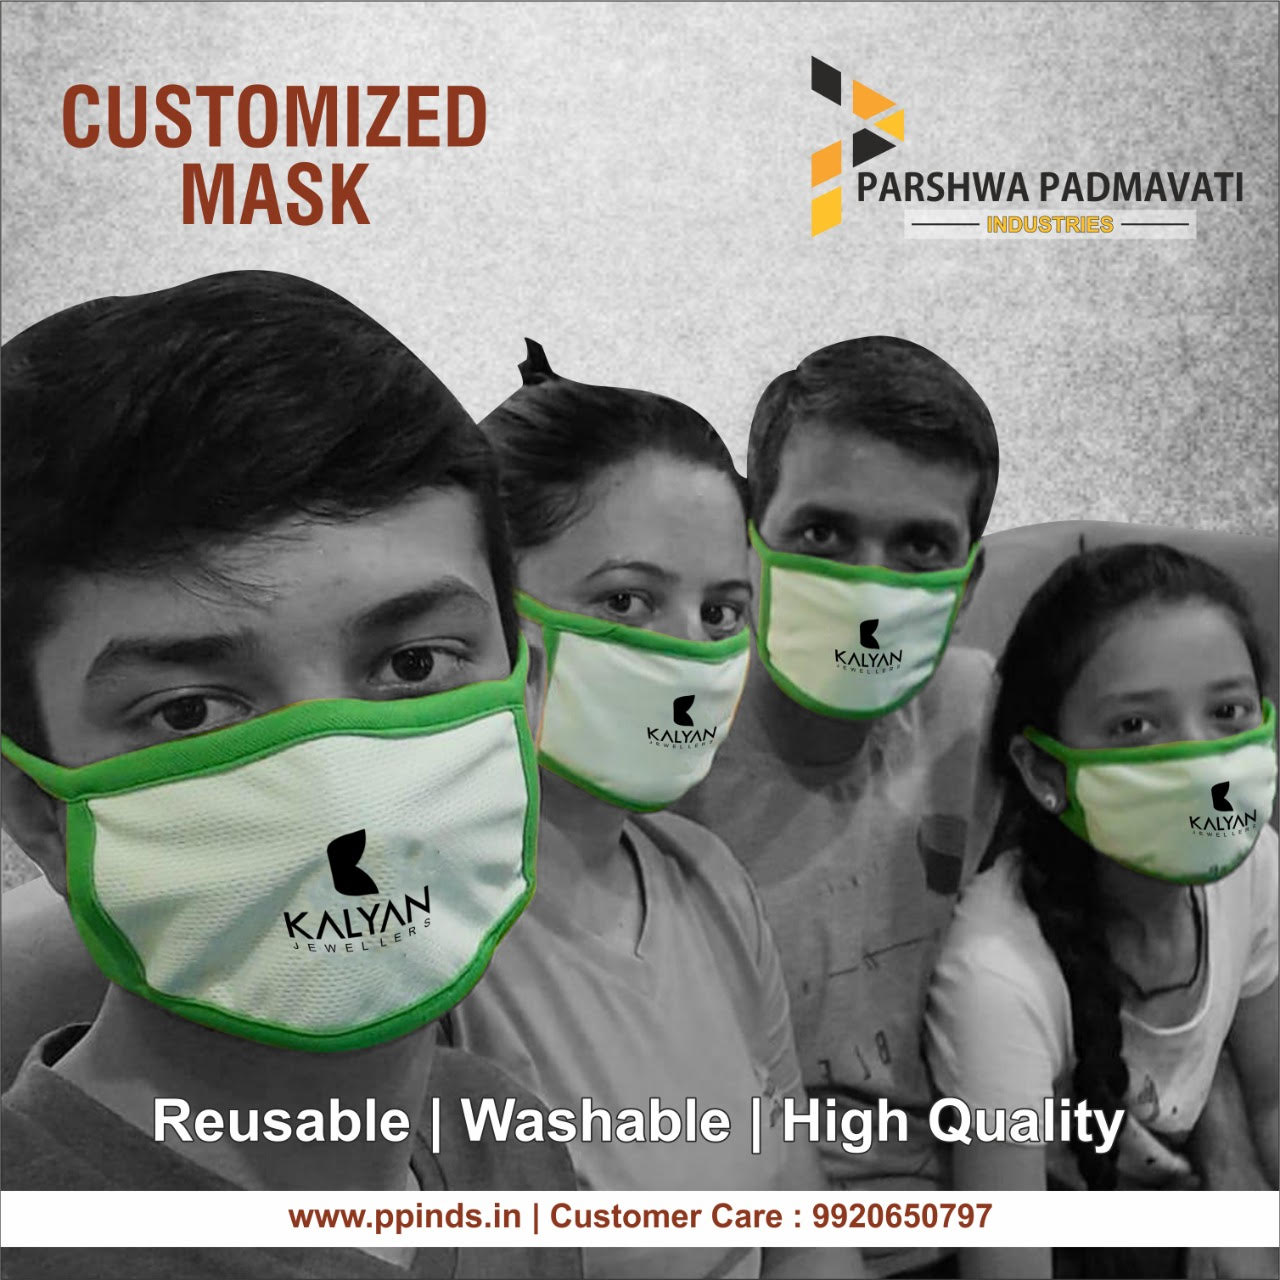 CUSTOMIZED
MASK
PARSHWA PADMAVATI
INDUSTRIES
KALYAN
JEWELLERS
KALYAN
JEWELLERS
KALYAN
JEWELLERS
KALYAN
JEWELLERS
Reusable | Washable | High Quality
www.ppinds.in | Customer Care : 9920650797